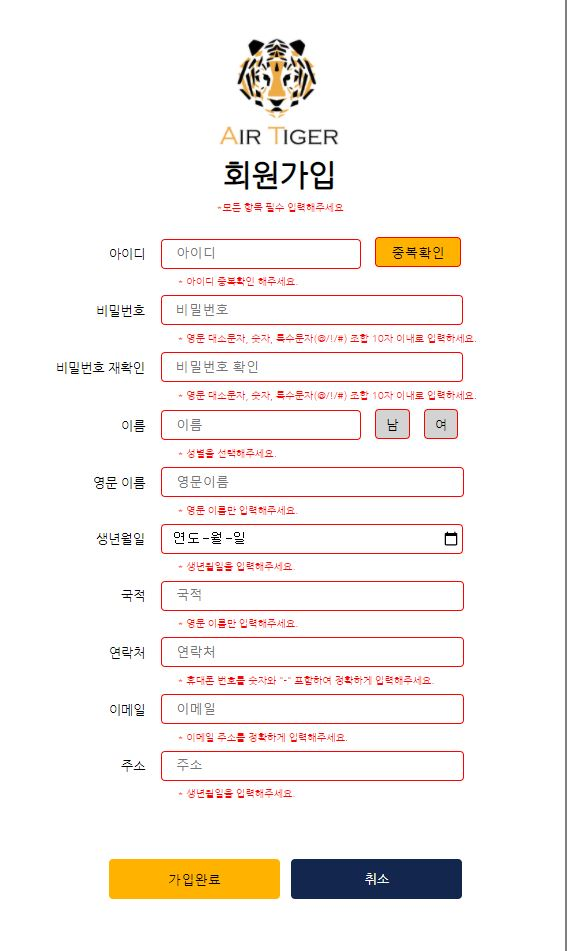 AIR TIGER
회원가입
*모든 항목 필수 입력해주세요
아이디 아이디 중복확인
* 아이디 중복확인 해주세요.
비밀번호 비밀번호
* 영문 대소문자, 숫자, 특수문자(@/!/#) 조합 10자 이내로 입력하세요.
비밀번호 재확인 비밀번호 확인
* 영문 대소문자, 숫자, 특수문자(@/!/#) 조합 10자 이내로 입력하세요.
이름 이름 남 여
* 성별을 선택해주세요.
영문 이름 영문이름
* 영문 이름만 입력해주세요.
생년월일 연도-월-일
* 생년월일을 입력해주세요.
국적 국적
* 영문 이름만 입력해주세요.
연락처 연락처
* 휴대폰 번호를 숫자와 "-" 포함하여 정확하게 입력해주세요.
이메일 이메일
* 이메일 주소를 정확하게 입력해주세요.
주소 주소
* 생년월일을 입력해주세요.
가입완료 취소